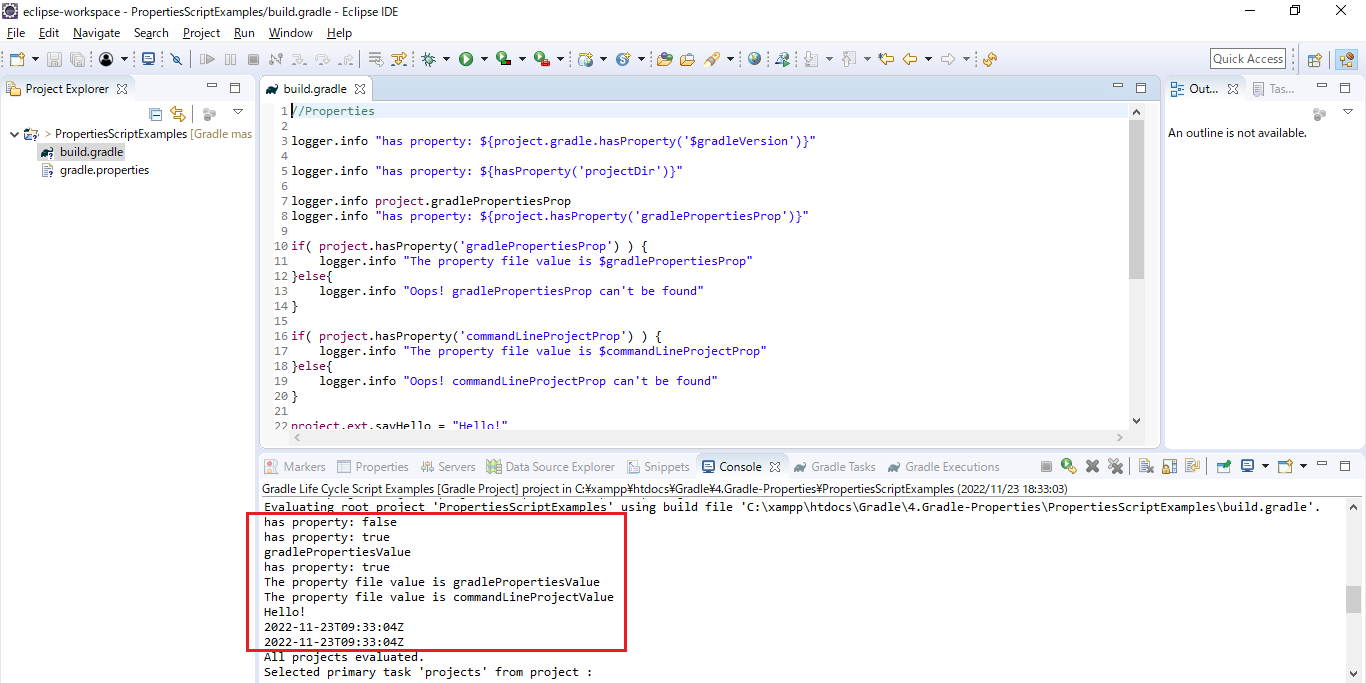 eclipse-workspace - PropertiesScriptExamples/build.gradle - Eclipse IDE
File Edit Navigate Search Project Run Window Help
Quick Access
Project Explorer
PropertiesScriptExamples [Gradle mas
build.gradle
gradle.properties
build.gradle
1 //Properties
2
3 logger.info "has property: ${project.gradle.hasProperty('$gradleVersion')}"
4
5 logger.info "has property: ${hasProperty('projectDir')}"
6
7 logger.info project.gradlePropertiesProp
8 logger.info "has property: ${project.hasProperty('gradlePropertiesProp')}"
9
10 if( project.hasProperty('gradlePropertiesProp') ) {
11     logger.info "The property file value is $gradlePropertiesProp"
12 }else{
13     logger.info "Oops! gradlePropertiesProp can't be found"
14 }
15
16 if( project.hasProperty('commandLineProjectProp') ) {
17     logger.info "The property file value is $commandLineProjectProp"
18 }else{
19     logger.info "Oops! commandLineProjectProp can't be found"
20 }
21
22 project.ext.sayHello = "Hello!"
Out... Tas...
An outline is not available.
Markers Properties Servers Data Source Explorer Snippets Console Gradle Tasks Gradle Executions
Gradle Life Cycle Script Examples [Gradle Project] project in C:¥xampp¥htdocs¥Gradle¥4.Gradle-Properties¥PropertiesScriptExamples (2022/11/23 18:33:03)
Evaluating root project 'PropertiesScriptExamples' using build file 'C:\xampp\htdocs\Gradle\4.Gradle-Properties\PropertiesScriptExamples\build.gradle'.
has property: false
has property: true
gradlePropertiesValue
has property: true
The property file value is gradlePropertiesValue
The property file value is commandLineProjectValue
Hello!
2022-11-23T09:33:04Z
2022-11-23T09:33:04Z
All projects evaluated.
Selected primary task 'projects' from project :